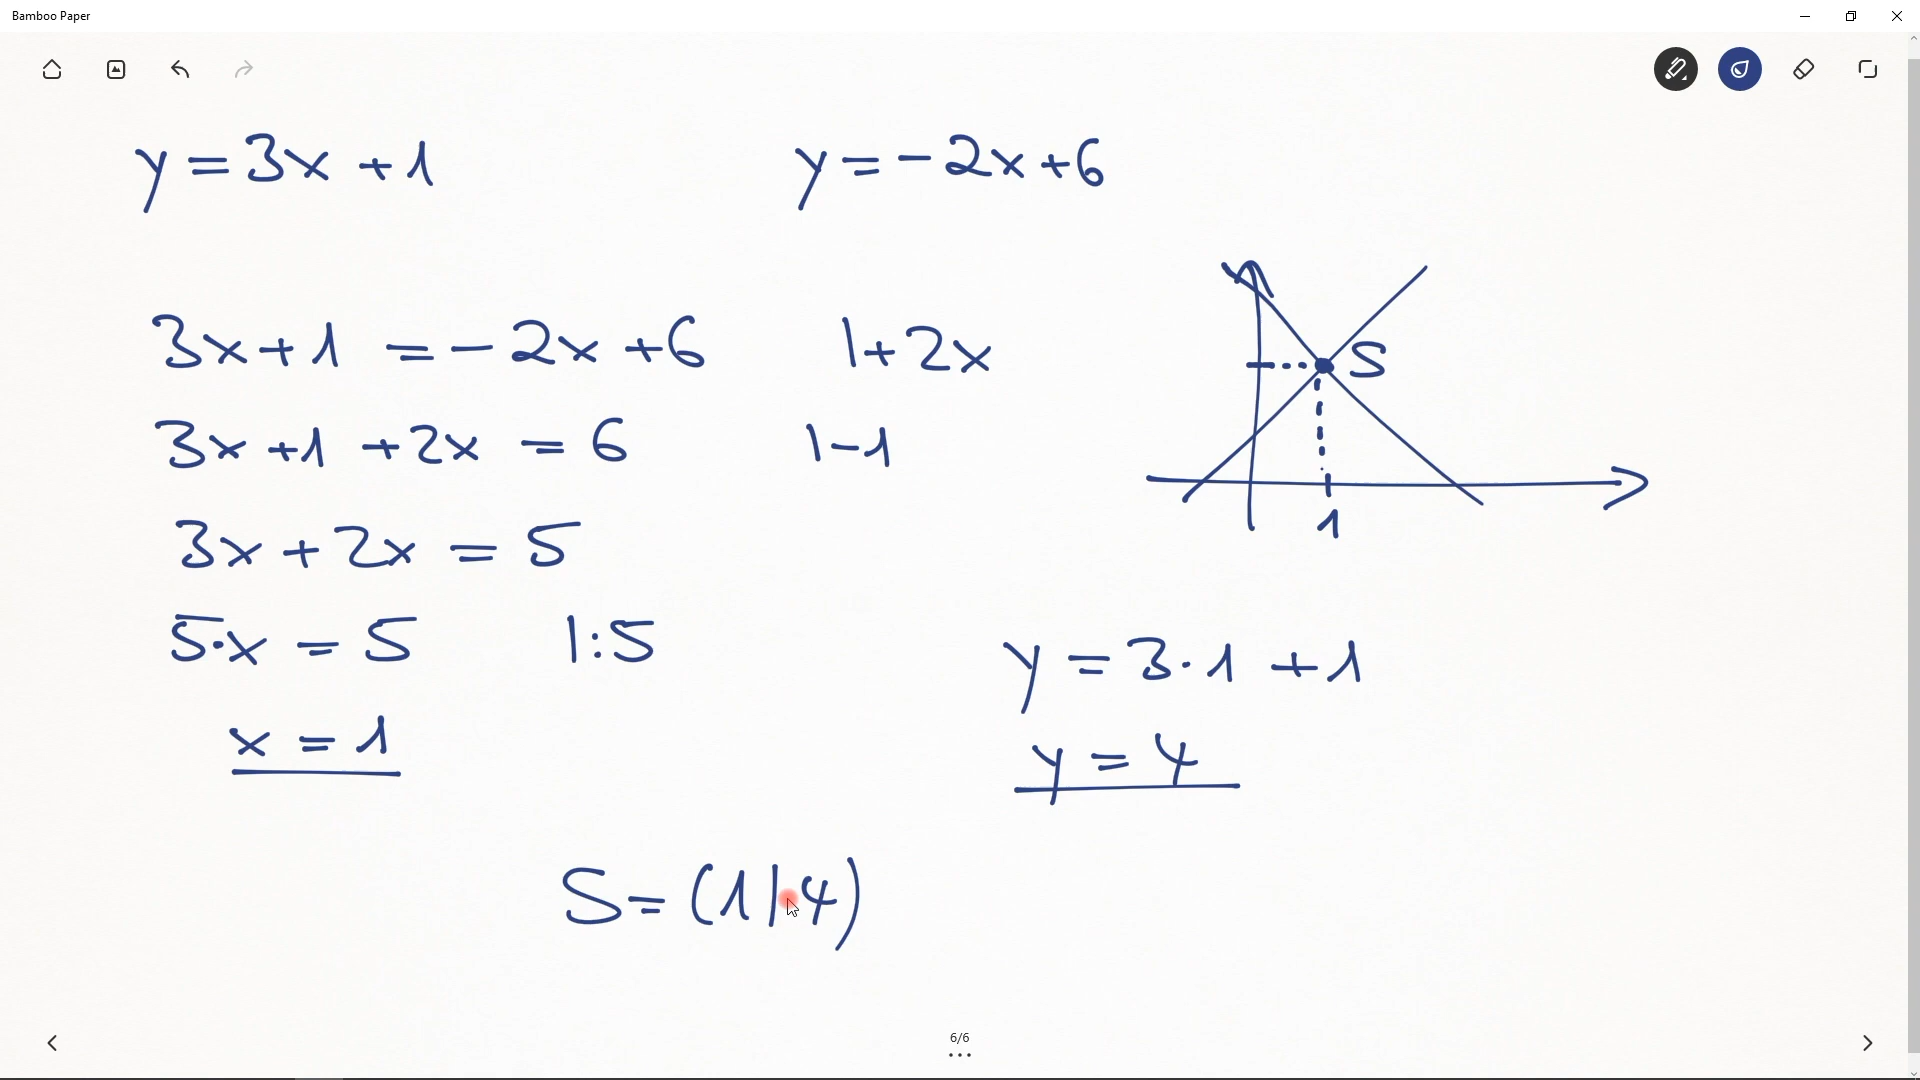 Bamboo Paper
y = 3x + 1
y = - 2x + 6
3x + 1 = - 2x + 6 | + 2x
3x + 1 + 2x = 6 | - 1
3x + 2x = 5
5·x = 5 | : 5
x = 1
S
1
y = 3·1 + 1
y = 4
S = (1|4)
6/6